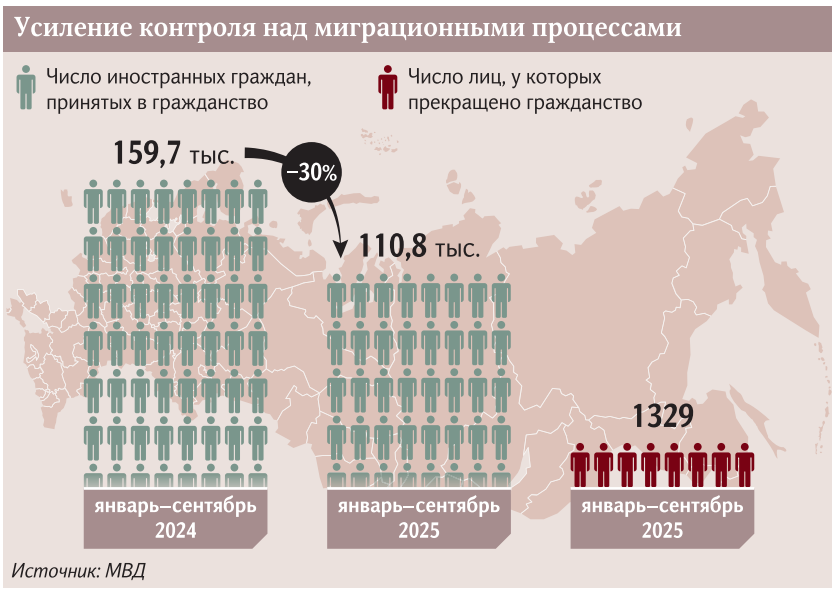 Усиление контроля над миграционными процессами
Число иностранных граждан,
принятых в гражданство
Число лиц, у которых
прекращено гражданство
159,7 тыс.
–30%
110,8 тыс.
1329
январь–сентябрь
2024
январь–сентябрь
2025
январь–сентябрь
2025
Источник: МВД